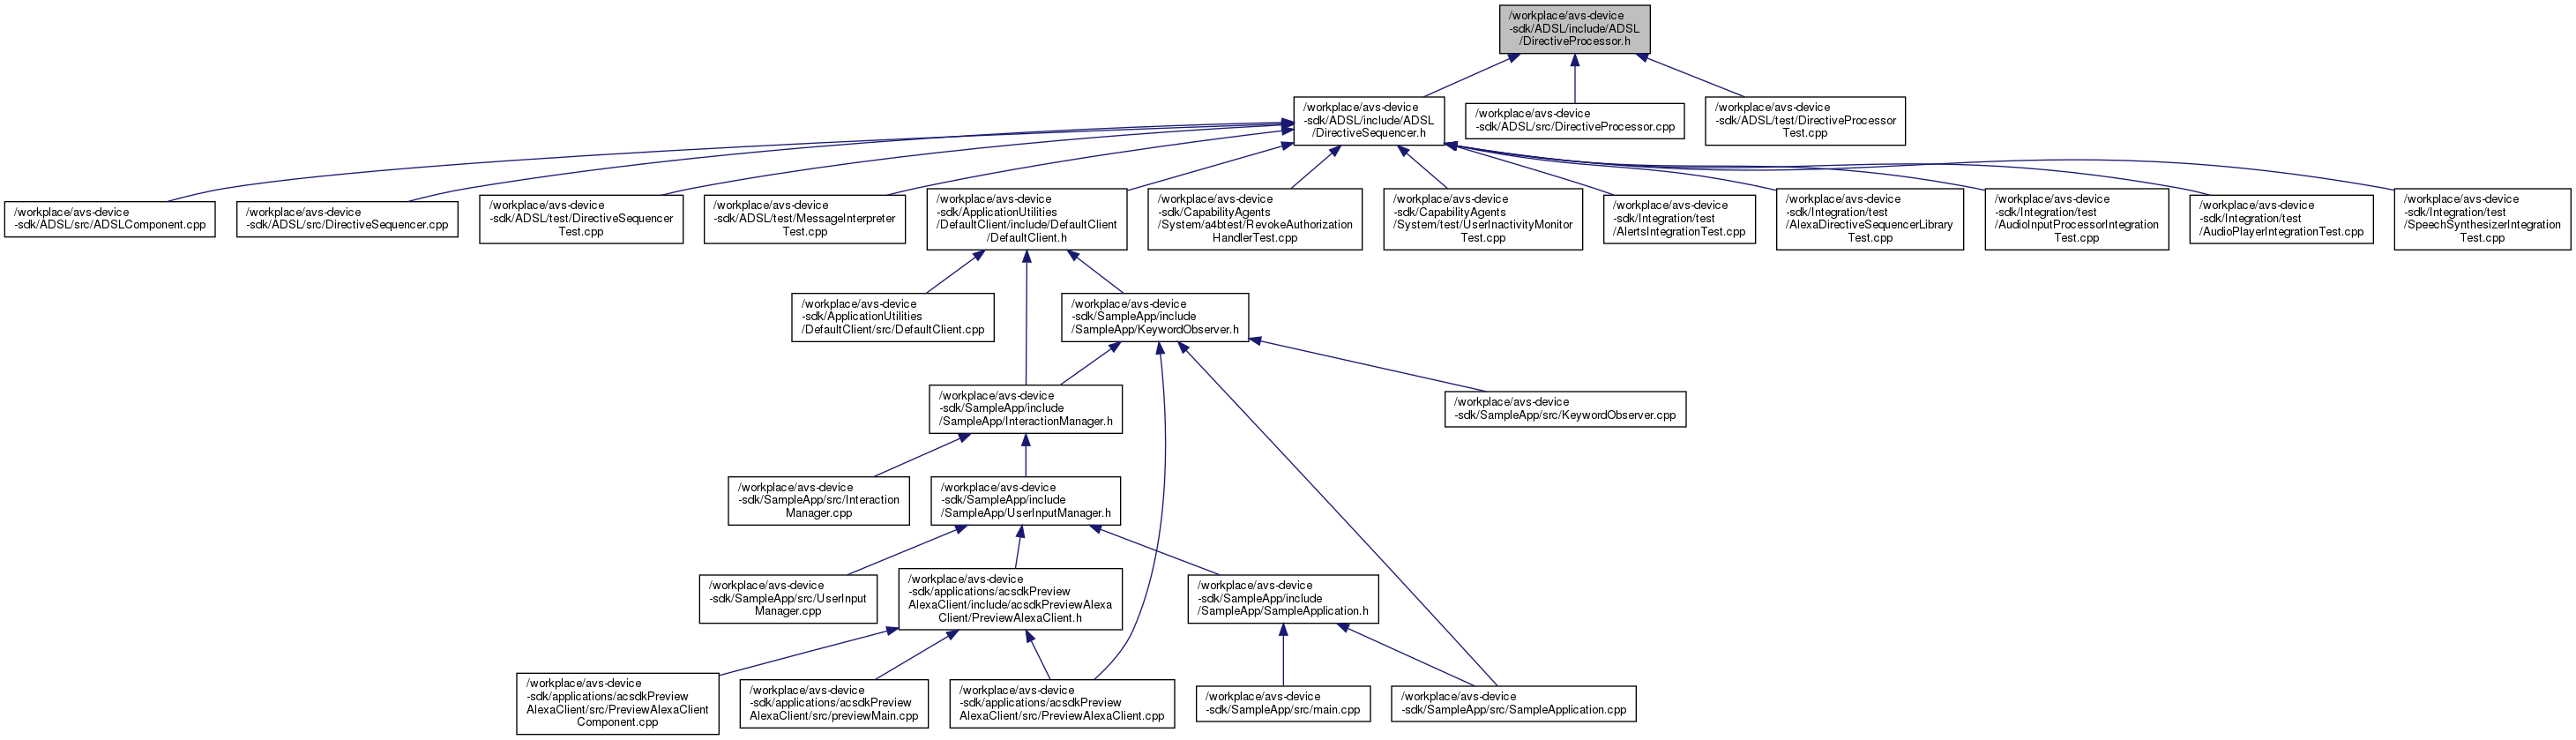 /workplace/avs-device
-sdk/ADSL/include/ADSL
/DirectiveProcessor.h
/workplace/avs-device
-sdk/ADSL/include/ADSL
/DirectiveSequencer.h
/workplace/avs-device
-sdk/ADSL/src/DirectiveProcessor.cpp
/workplace/avs-device
-sdk/ADSL/test/DirectiveProcessor
Test.cpp
/workplace/avs-device
-sdk/ADSL/src/ADSLComponent.cpp
/workplace/avs-device
-sdk/ADSL/src/DirectiveSequencer.cpp
/workplace/avs-device
-sdk/ADSL/test/DirectiveSequencer
Test.cpp
/workplace/avs-device
-sdk/ADSL/test/MessageInterpreter
Test.cpp
/workplace/avs-device
-sdk/ApplicationUtilities
/DefaultClient/include/DefaultClient
/DefaultClient.h
/workplace/avs-device
-sdk/CapabilityAgents
/System/a4btest/RevokeAuthorization
HandlerTest.cpp
/workplace/avs-device
-sdk/CapabilityAgents
/System/test/UserInactivityMonitor
Test.cpp
/workplace/avs-device
-sdk/Integration/test
/AlertsIntegrationTest.cpp
/workplace/avs-device
-sdk/Integration/test
/AlexaDirectiveSequencerLibrary
Test.cpp
/workplace/avs-device
-sdk/Integration/test
/AudioInputProcessorIntegration
Test.cpp
/workplace/avs-device
-sdk/Integration/test
/AudioPlayerIntegrationTest.cpp
/workplace/avs-device
-sdk/Integration/test
/SpeechSynthesizerIntegration
Test.cpp
/workplace/avs-device
-sdk/ApplicationUtilities
/DefaultClient/src/DefaultClient.cpp
/workplace/avs-device
-sdk/SampleApp/include
/SampleApp/KeywordObserver.h
/workplace/avs-device
-sdk/SampleApp/include
/SampleApp/InteractionManager.h
/workplace/avs-device
-sdk/SampleApp/src/KeywordObserver.cpp
/workplace/avs-device
-sdk/SampleApp/src/Interaction
Manager.cpp
/workplace/avs-device
-sdk/SampleApp/include
/SampleApp/UserInputManager.h
/workplace/avs-device
-sdk/SampleApp/src/UserInput
Manager.cpp
/workplace/avs-device
-sdk/applications/acsdkPreview
AlexaClient/include/acsdkPreviewAlexa
Client/PreviewAlexaClient.h
/workplace/avs-device
-sdk/SampleApp/include
/SampleApp/SampleApplication.h
/workplace/avs-device
-sdk/applications/acsdkPreview
AlexaClient/src/PreviewAlexaClient
Component.cpp
/workplace/avs-device
-sdk/applications/acsdkPreview
AlexaClient/src/previewMain.cpp
/workplace/avs-device
-sdk/applications/acsdkPreview
AlexaClient/src/PreviewAlexaClient.cpp
/workplace/avs-device
-sdk/SampleApp/src/main.cpp
/workplace/avs-device
-sdk/SampleApp/src/SampleApplication.cpp